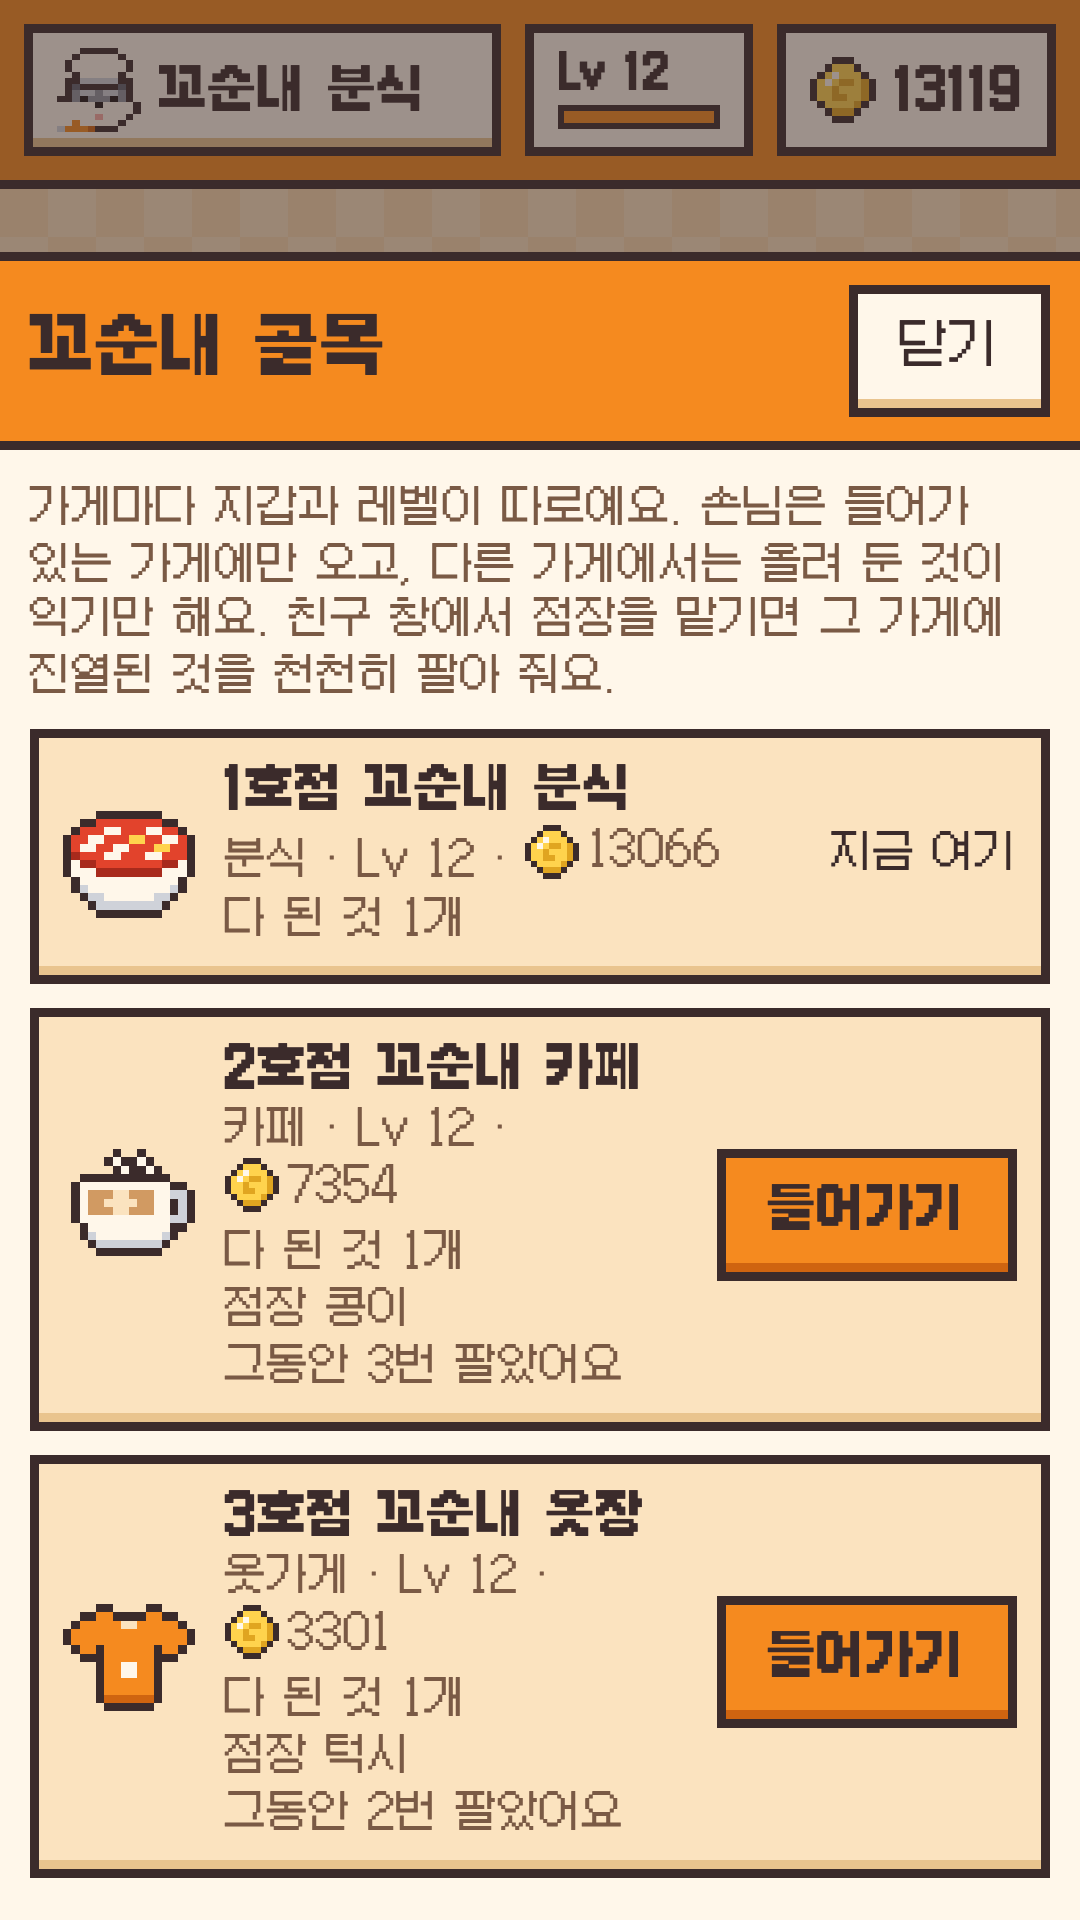 꼬순내 분식
Lv 12
13119
꼬순내 골목
닫기
가게마다 지갑과 레벨이 따로예요. 손님은 들어가
있는 가게에만 오고, 다른 가게에서는 올려 둔 것이
익기만 해요. 친구 창에서 점장을 맡기면 그 가게에
진열된 것을 천천히 팔아 줘요.
1호점 꼬순내 분식
분식 · Lv 12 · 13066
다 된 것 1개
지금 여기
2호점 꼬순내 카페
카페 · Lv 12 ·
7354
다 된 것 1개
점장 콩이
그동안 3번 팔았어요
들어가기
3호점 꼬순내 옷장
옷가게 · Lv 12 ·
3301
다 된 것 1개
점장 턱시
그동안 2번 팔았어요
들어가기